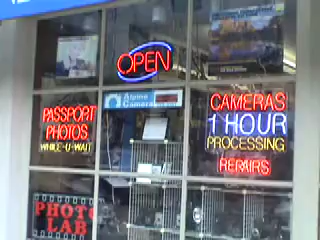 OPEN
Alpine
Camera
PASSPORT
PHOTOS
WHILE-U-WAIT
CAMERAS
1 HOUR
PROCESSING
REPAIRS
PHOTO
LAB